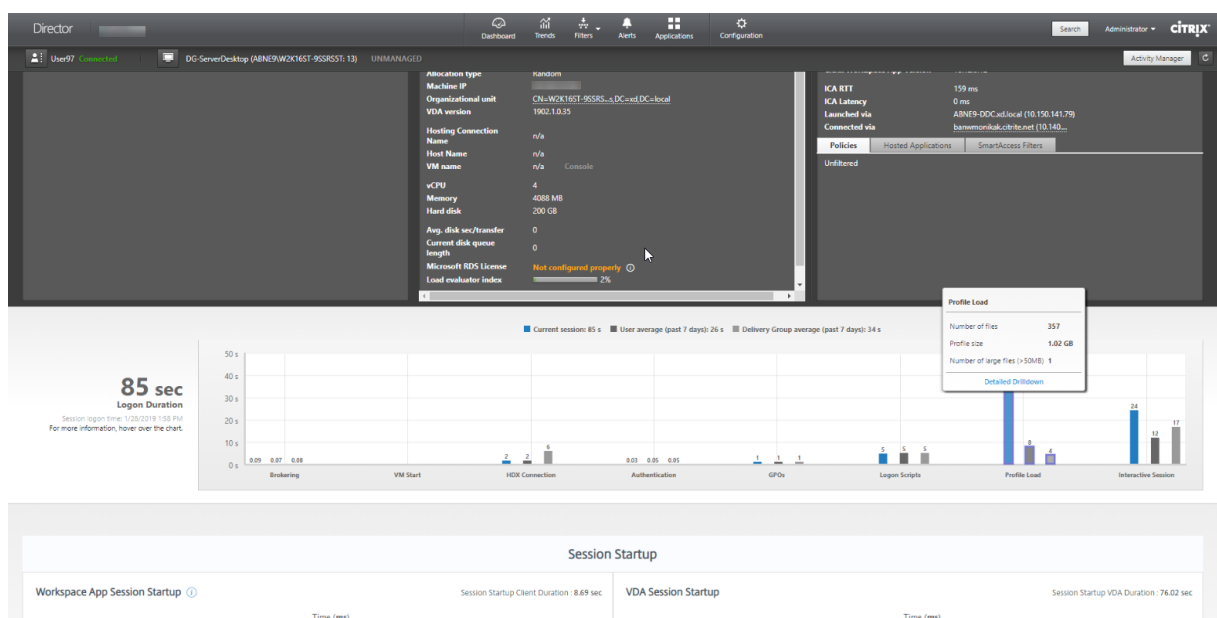 Director
Dashboard
Trends
Filters
Alerts
Applications
Configuration
Search
Administrator
CİTRIX
User97 Connected
DG-ServerDesktop (ABNE9\W2K16ST-9SSRS5T: 13) UNMANAGED
Activity Manager
Allocation type Random
Machine IP
Organizational unit CN=W2K16ST-9SSRS...s,DC=xd,DC=local
VDA version 1902.1.0.35
Hosting Connection
Name n/a
Host Name n/a
VM name n/a Console
vCPU 4
Memory 4088 MB
Hard disk 200 GB
Avg. disk sec/transfer 0
Current disk queue
length 0
Microsoft RDS License Not configured properly
Load evaluator index 2%
ICA RTT 159 ms
ICA Latency 0 ms
Launched via ABNE9-DDC.xd.local (10.150.141.79)
Connected via banwmonikak.citrite.net (10.140....
Policies Hosted Applications SmartAccess Filters
Unfiltered
Profile Load
Number of files 357
Profile size 1.02 GB
Number of large files (>50MB) 1
Detailed Drilldown
Current session: 85 s User average (past 7 days): 26 s Delivery Group average (past 7 days): 34 s
85 sec
Logon Duration
Session logon time: 1/28/2019 1:58 PM
For more information, hover over the chart.
50 s
40 s
30 s
20 s
10 s
0 s
0.09 0.07 0.08
2 2 6
0.03 0.05 0.05
1 1 1
5 5 5
8 4
24 12 17
Brokering VM Start HDX Connection Authentication GPOs Logon Scripts Profile Load Interactive Session
Session Startup
Workspace App Session Startup
Session Startup Client Duration : 8.69 sec
VDA Session Startup
Session Startup VDA Duration : 76.02 sec
Time (ms)
Time (ms)